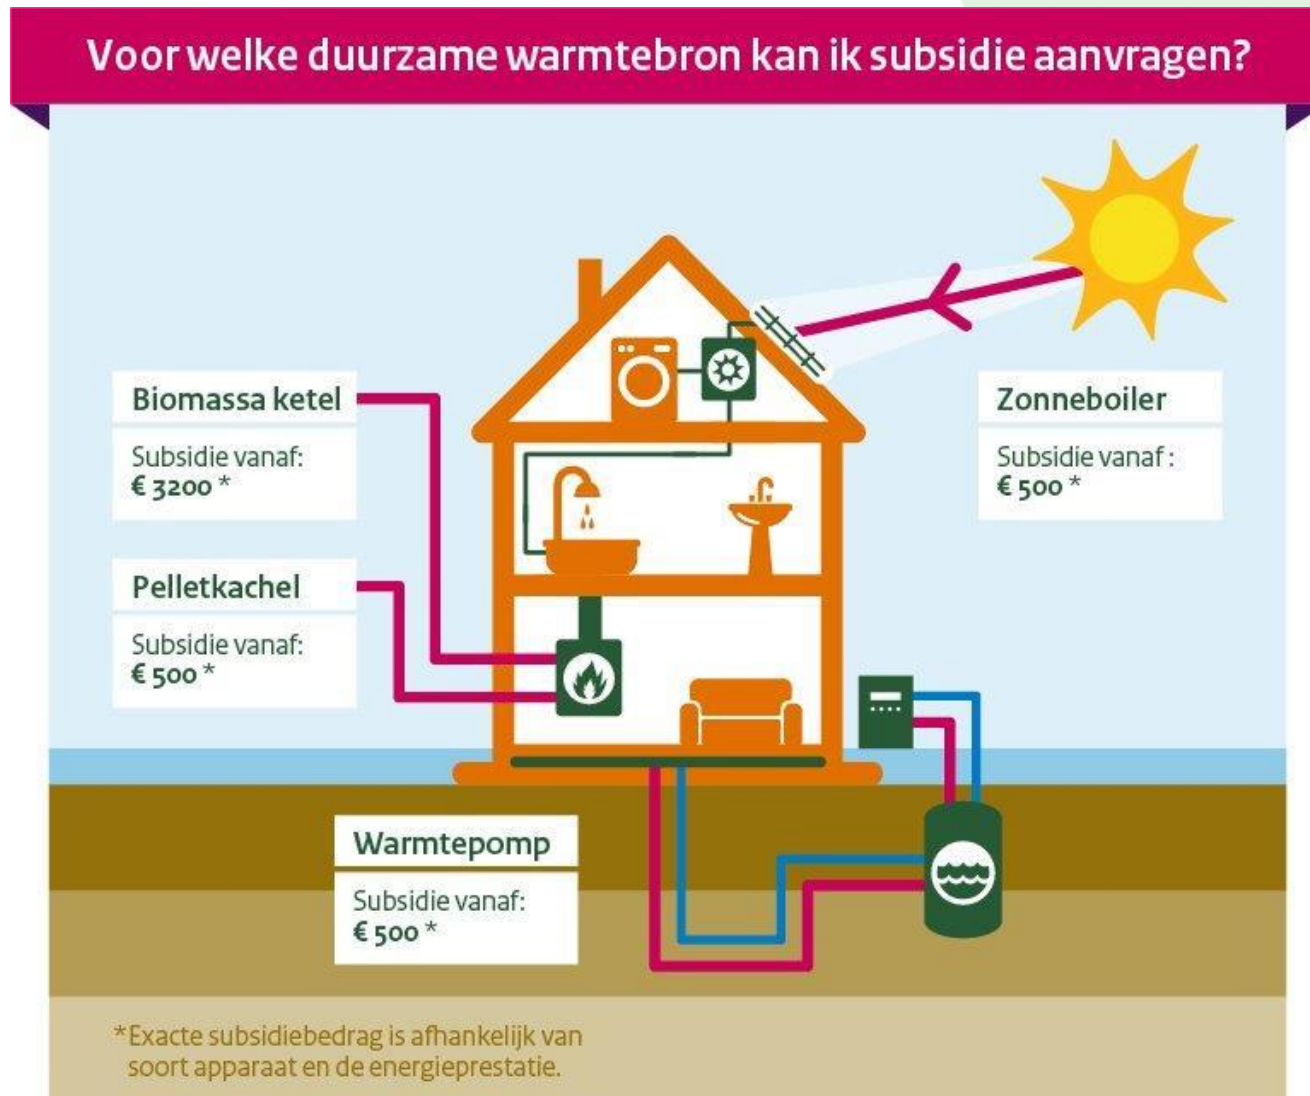 Voor welke duurzame warmtebron kan ik subsidie aanvragen?
Biomassa ketel
Subsidie vanaf:
€ 3200 *
Pelletkachel
Subsidie vanaf:
€ 500 *
Zonneboiler
Subsidie vanaf :
€ 500 *
Warmtepomp
Subsidie vanaf:
€ 500 *
*Exacte subsidiebedrag is afhankelijk van
soort apparaat en de energieprestatie.